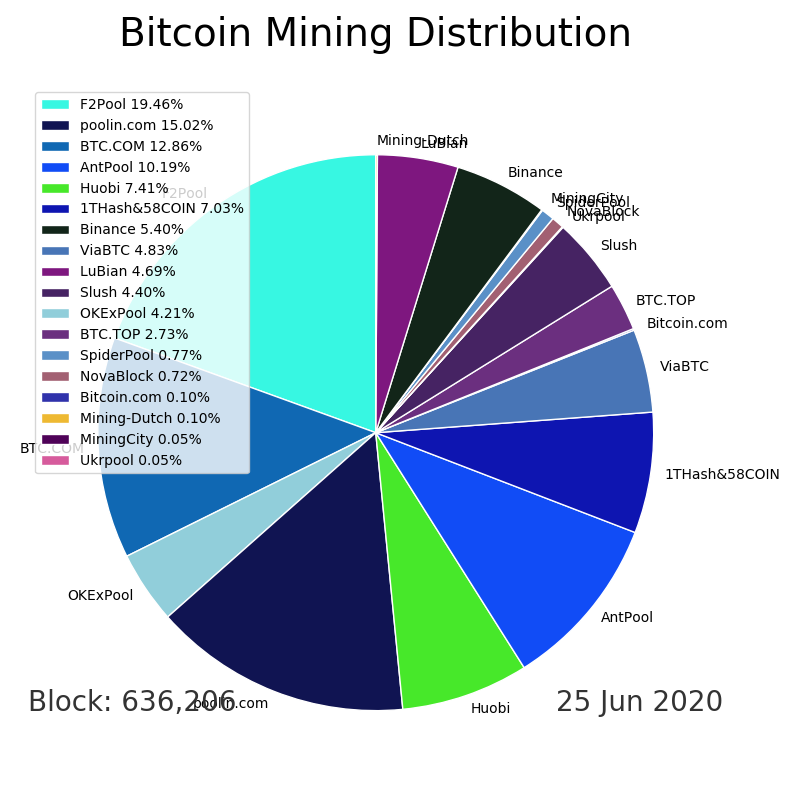 Bitcoin Mining Distribution
F2Pool 19.46%
poolin.com 15.02%
BTC.COM 12.86%
AntPool 10.19%
Huobi 7.41%
1THash&58COIN 7.03%
Binance 5.40%
ViaBTC 4.83%
LuBian 4.69%
Slush 4.40%
OKExPool 4.21%
BTC.TOP 2.73%
SpiderPool 0.77%
NovaBlock 0.72%
Bitcoin.com 0.10%
Mining-Dutch 0.10%
MiningCity 0.05%
Ukrpool 0.05%
Mining-Dutch
LuBian
Binance
MiningCity
SpiderPool
NovaBlock
Ukrpool
Slush
BTC.TOP
Bitcoin.com
ViaBTC
1THash&58COIN
AntPool
Huobi
poolin.com
OKExPool
BTC.COM
F2Pool
Block: 636,206
25 Jun 2020